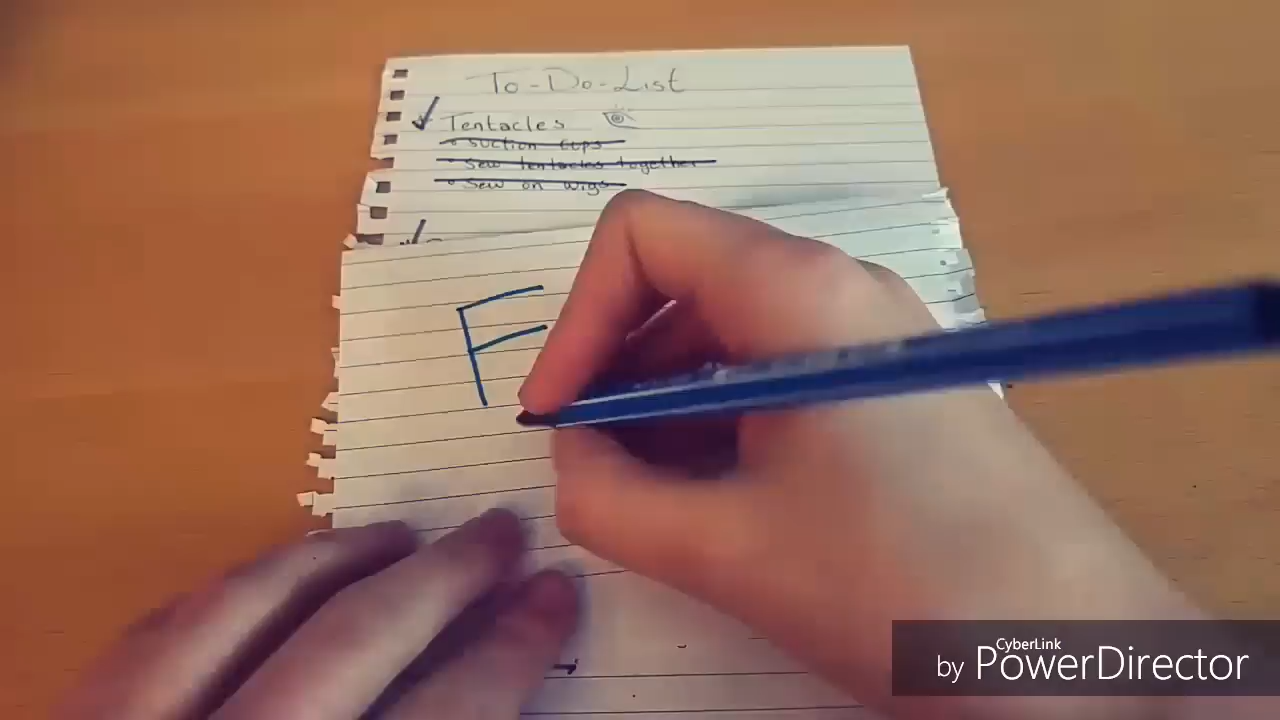 To-Do-List
Tentacles
• Suction Cups
• Sew tentacles together
• Sew on wigs
F
CyberLink
by PowerDirector